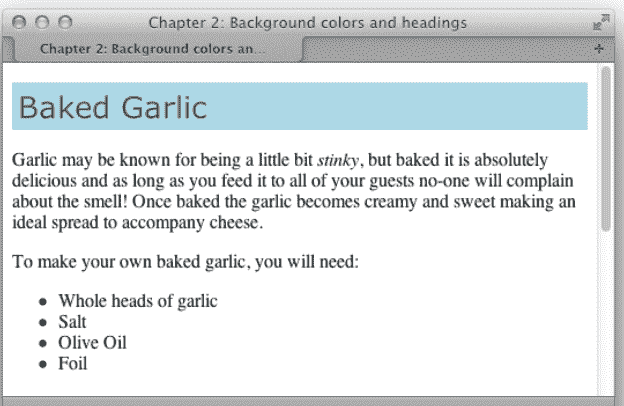 Chapter 2: Background colors and headings
Chapter 2: Background colors an...
Baked Garlic
Garlic may be known for being a little bit stinky, but baked it is absolutely
delicious and as long as you feed it to all of your guests no-one will complain
about the smell! Once baked the garlic becomes creamy and sweet making an
ideal spread to accompany cheese.
To make your own baked garlic, you will need:
• Whole heads of garlic
• Salt
• Olive Oil
• Foil